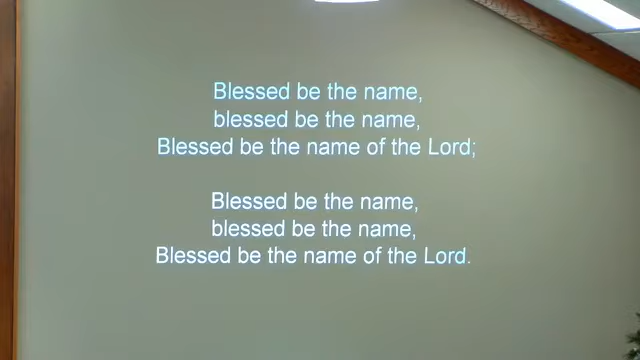 Blessed be the name,
blessed be the name,
Blessed be the name of the Lord;
Blessed be the name,
blessed be the name,
Blessed be the name of the Lord.